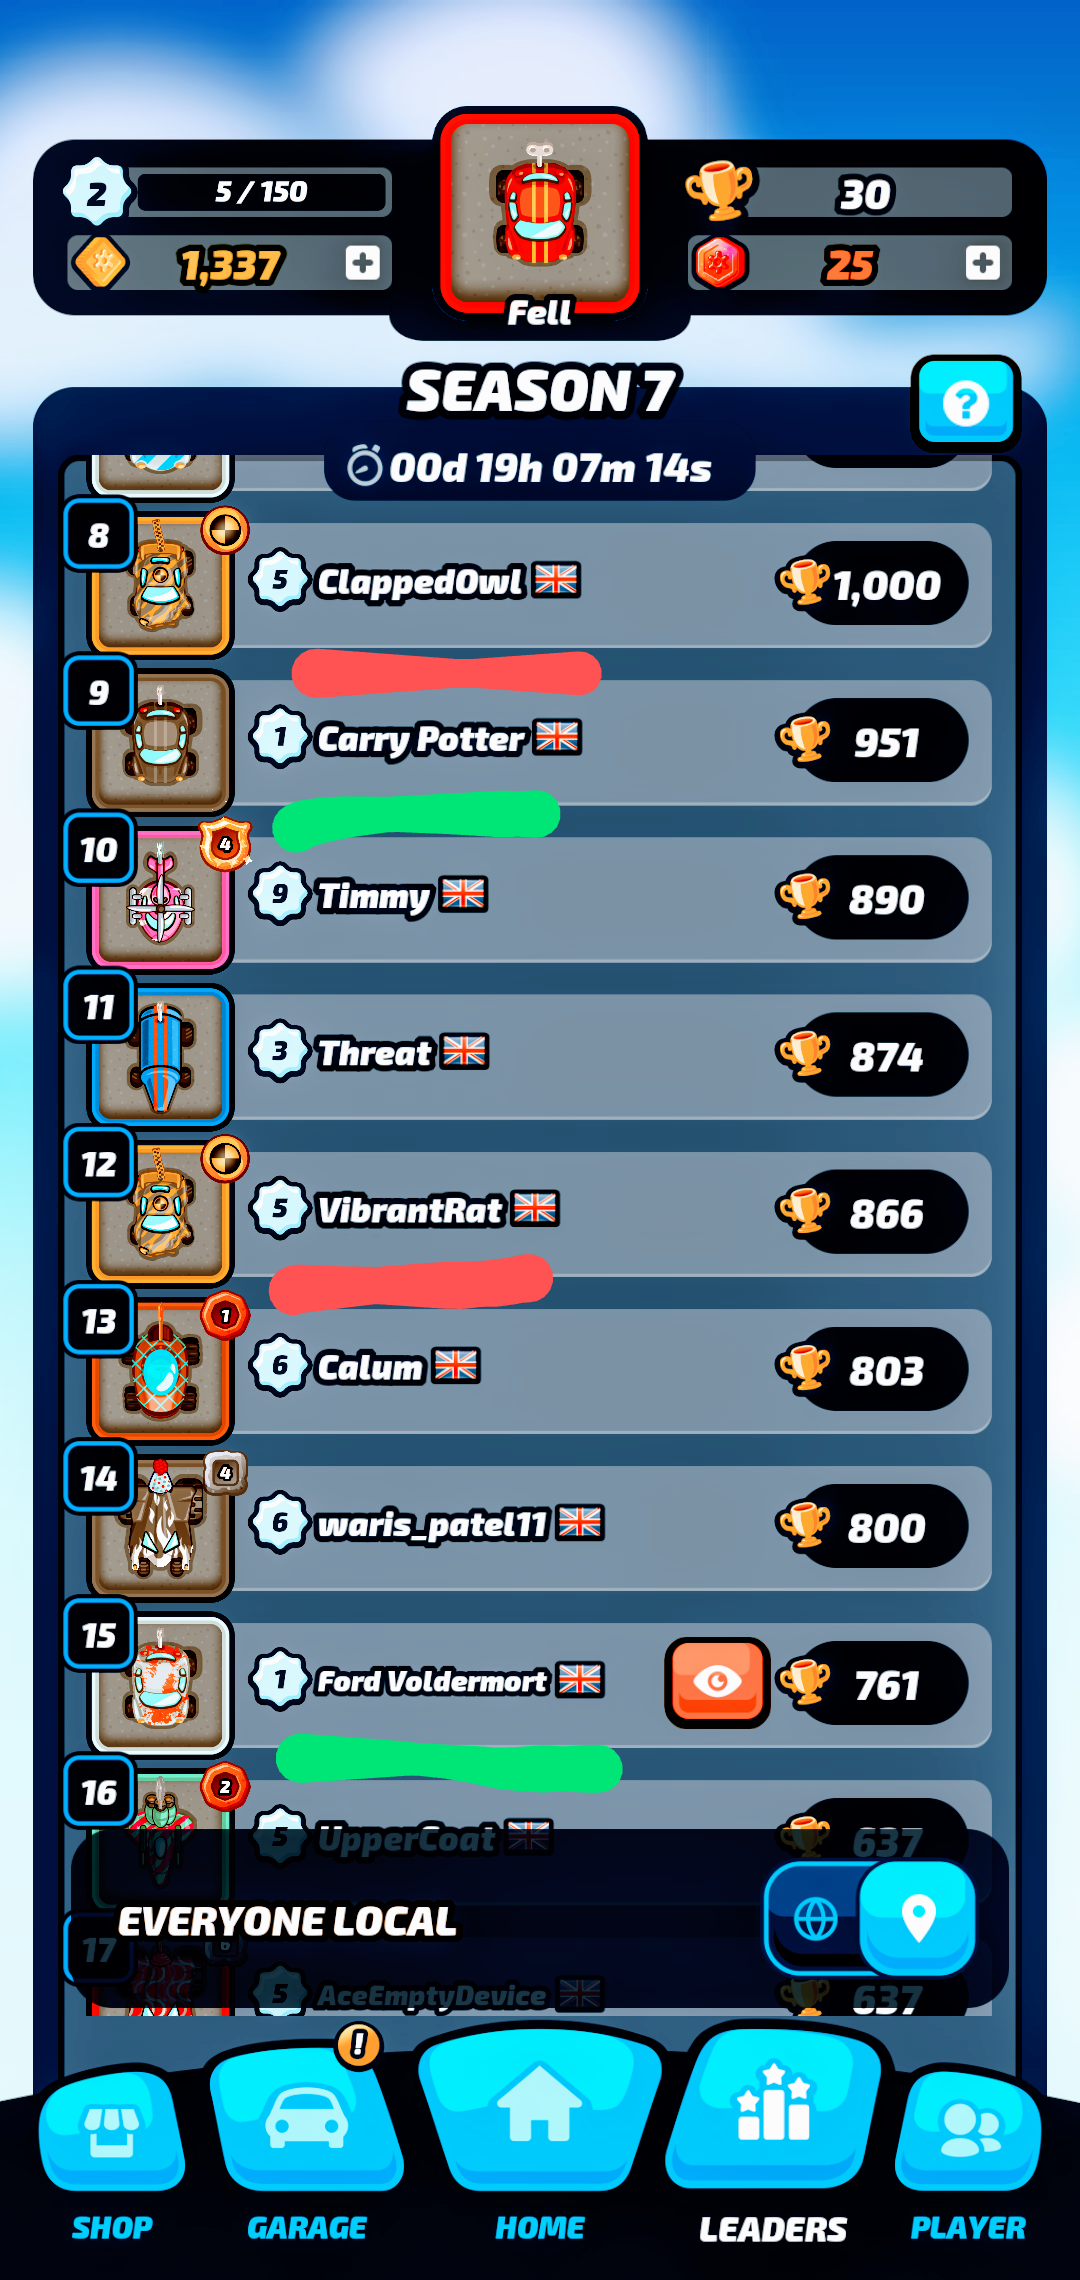 2
5 / 150
30
1,337
25
Fell
SEASON 7
?
00d 19h 07m 14s
8
5 ClappedOwl
1,000
9
1 Carry Potter
951
10
4
9 Timmy
890
11
3 Threat
874
12
5 VibrantRat
866
13
1
6 Calum
803
14
4
6 waris_patel11
800
15
1 Ford Voldermort
761
16
2
5 UpperCoat
637
EVERYONE LOCAL
17
6
5 AceEmptyDevice
637
!
SHOP
GARAGE
HOME
LEADERS
PLAYER